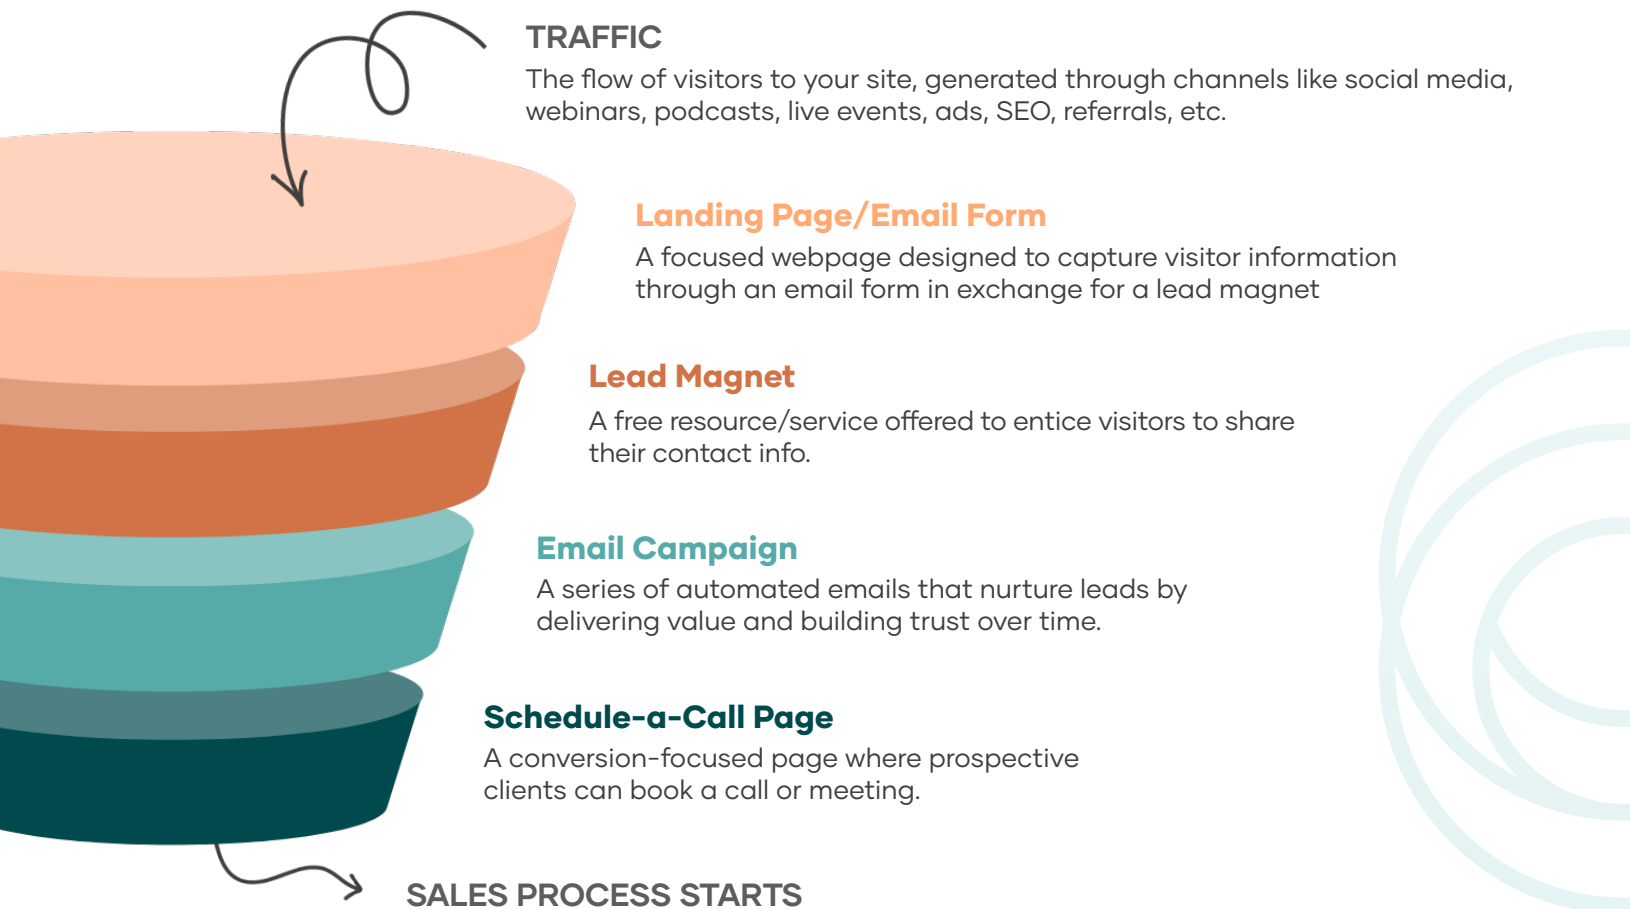 TRAFFIC
The flow of visitors to your site, generated through channels like social media,
webinars, podcasts, live events, ads, SEO, referrals, etc.
Landing Page/Email Form
A focused webpage designed to capture visitor information
through an email form in exchange for a lead magnet
Lead Magnet
A free resource/service offered to entice visitors to share
their contact info.
Email Campaign
A series of automated emails that nurture leads by
delivering value and building trust over time.
Schedule-a-Call Page
A conversion-focused page where prospective
clients can book a call or meeting.
SALES PROCESS STARTS